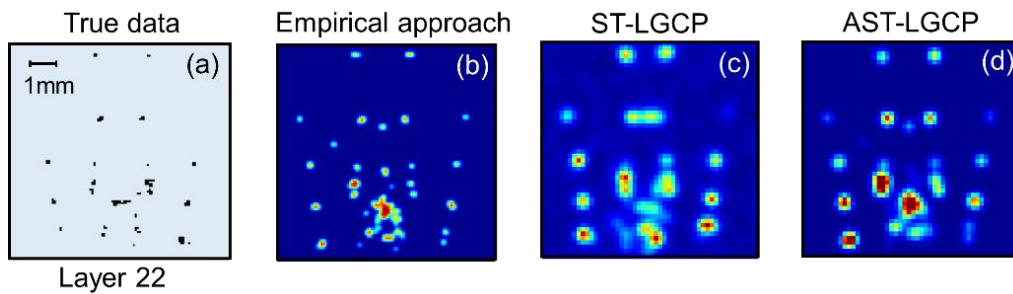 True data
Empirical approach
ST-LGCP
AST-LGCP
(a)
(b)
(c)
(d)
1mm
Layer 22